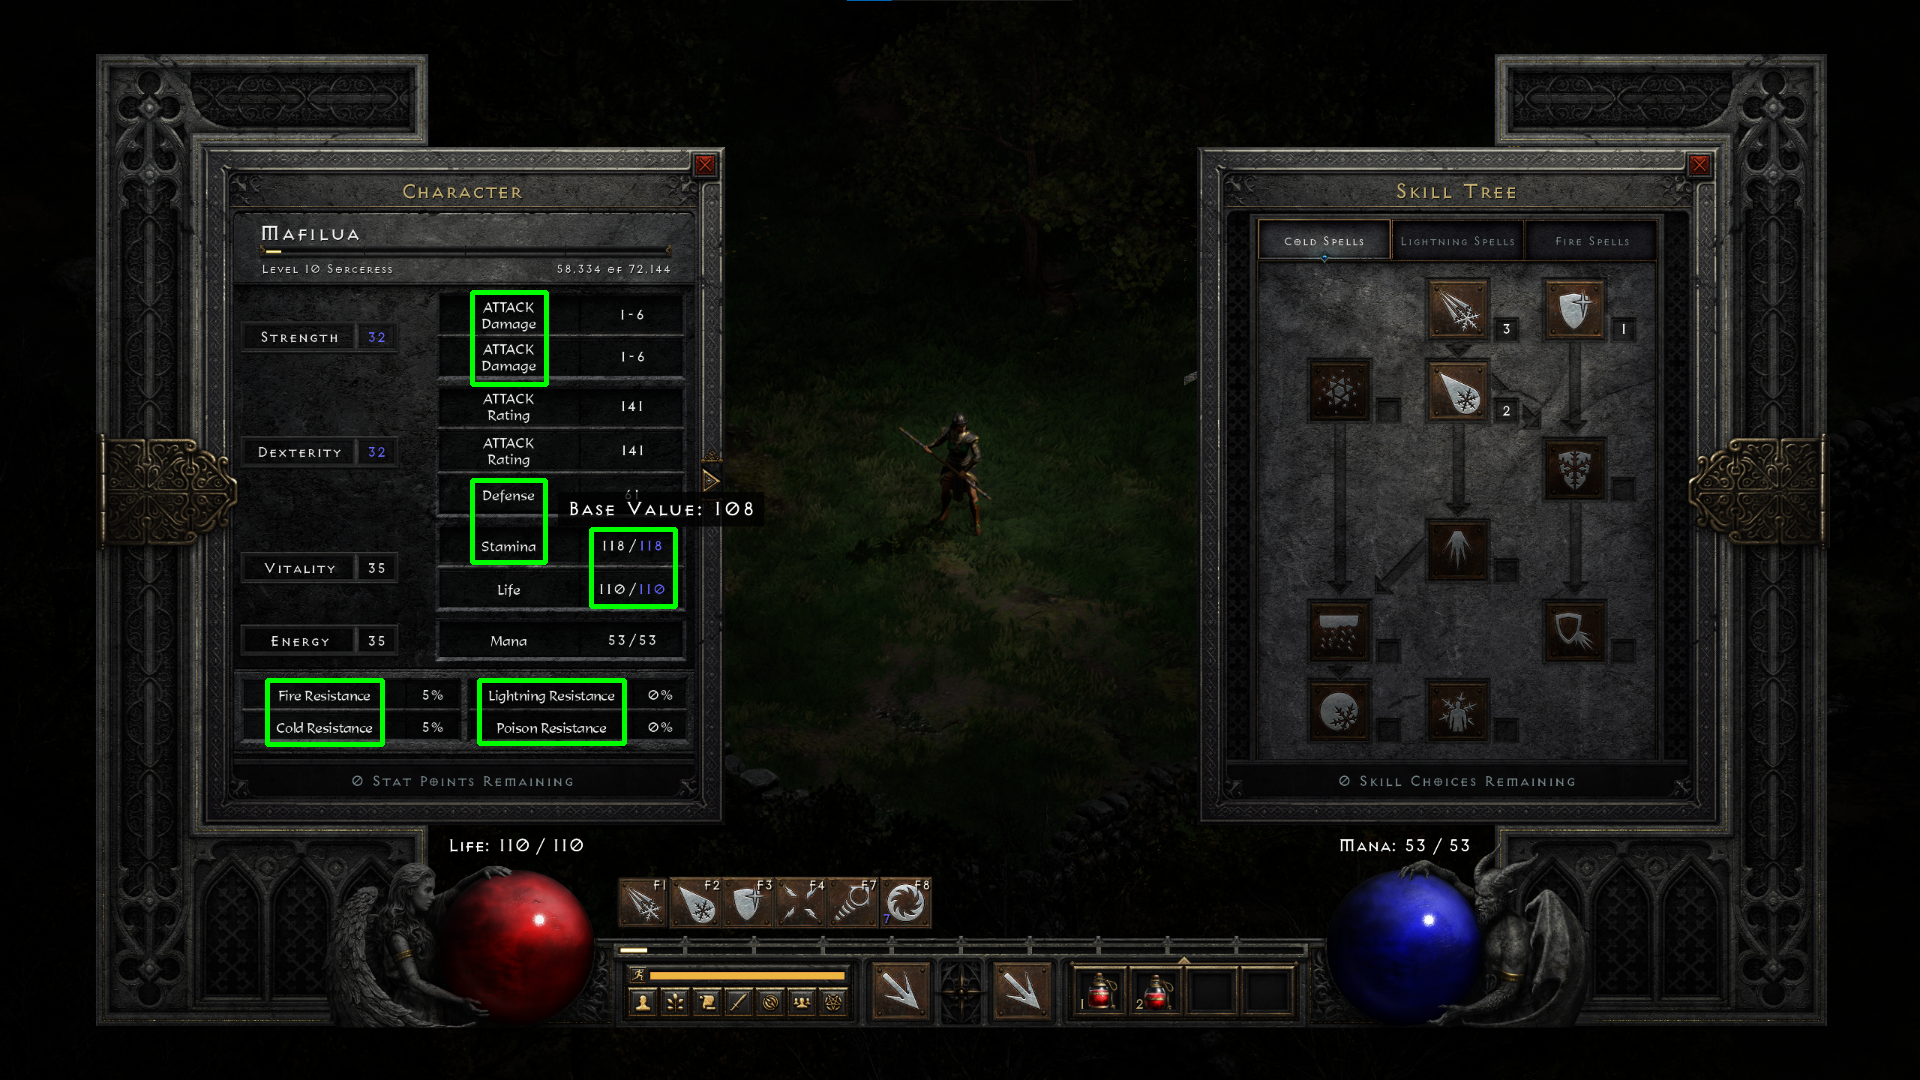 CHARACTER
MAFILUA
LEVEL 10 SORCERESS
58,334 OF 72,144
STRENGTH 32
ATTACK
Damage
1-6
ATTACK
Damage
1-6
ATTACK
Rating
141
DEXTERITY 32
ATTACK
Rating
141
Defense
61
BASE VALUE: 108
Stamina
118/118
VITALITY 35
Life
110/110
ENERGY 35
Mana
53/53
Fire Resistance 5%
Lightning Resistance 0%
Cold Resistance 5%
Poison Resistance 0%
0 STAT POINTS REMAINING
SKILL TREE
COLD SPELLS
LIGHTNING SPELLS
FIRE SPELLS
3
1
2
0 SKILL CHOICES REMAINING
LIFE: 110 / 110
MANA: 53 / 53
F1
F2
F3
F4
F7
F8
7
1
2